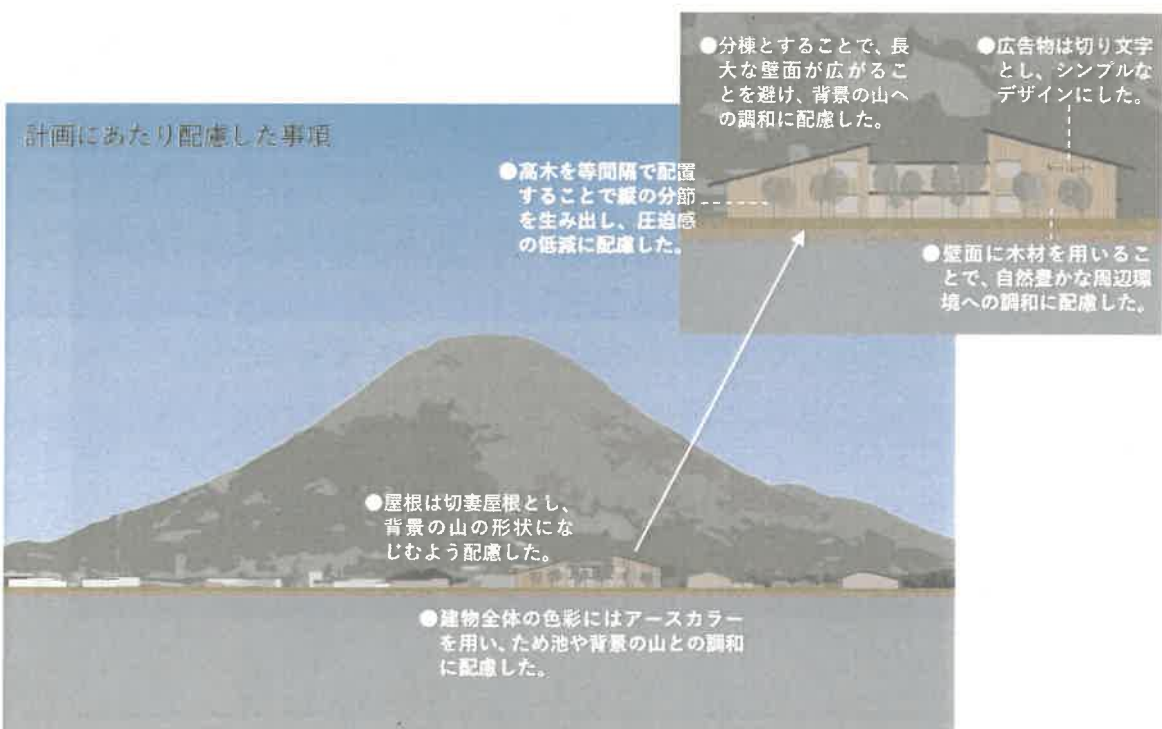 計画にあたり配慮した事項
●分棟とすることで、長
大な壁面が広がるこ
とを避け、背景の山へ
の調和に配慮した。
●広告物は切り文字
とし、シンプルな
デザインにした。
●高木を等間隔で配置
することで縦の分節
を生み出し、圧迫感
の低減に配慮した。
●壁面に木材を用いるこ
とで、自然豊かな周辺環
境への調和に配慮した。
●屋根は切妻屋根とし、
背景の山の形状にな
じむよう配慮した。
●建物全体の色彩にはアースカラー
を用い、ため池や背景の山との調和
に配慮した。